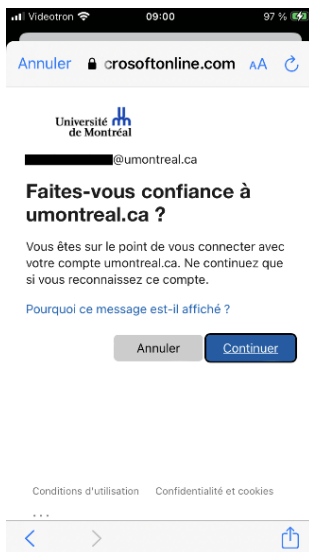 Videotron 09:00 97 %
Annuler crosoftonline.com AA
Université
de Montréal
@umontreal.ca
Faites-vous confiance à
umontreal.ca ?
Vous êtes sur le point de vous connecter avec
votre compte umontreal.ca. Ne continuez que
si vous reconnaissez ce compte.
Pourquoi ce message est-il affiché ?
Annuler Continuer
Conditions d'utilisation Confidentialité et cookies
...